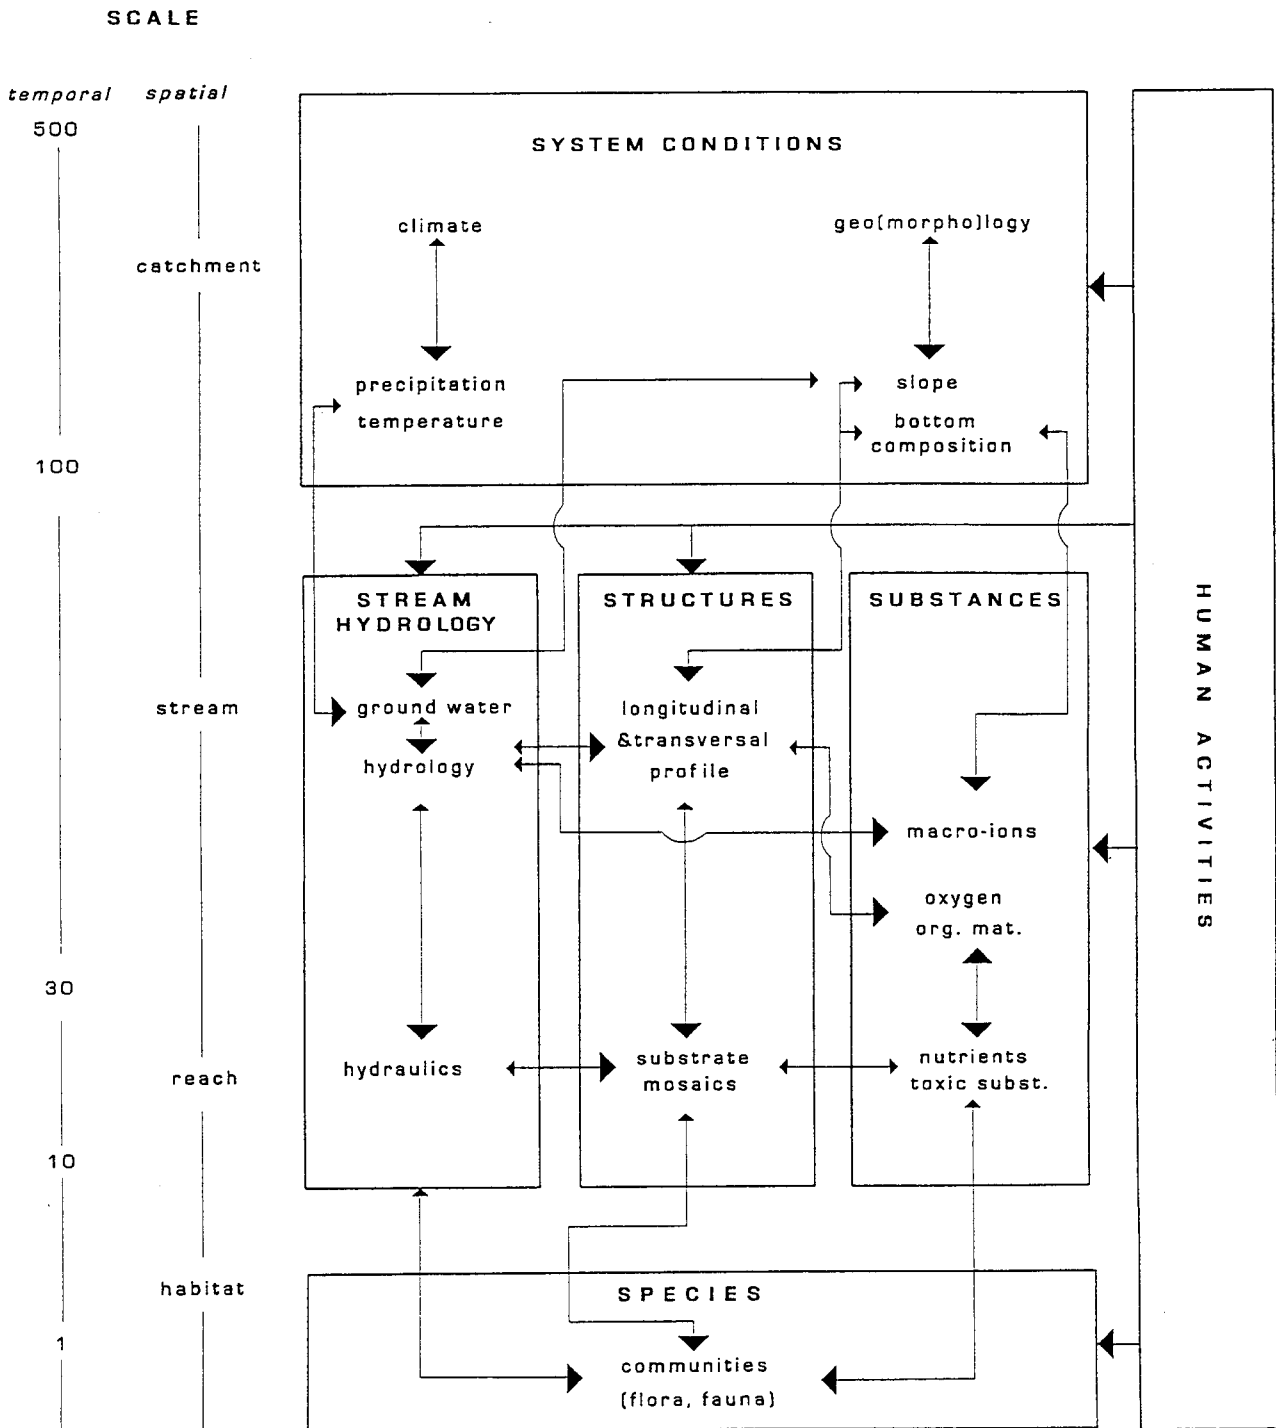 SCALE
temporal spatial
500
SYSTEM CONDITIONS
climate
geo(morpho)logy
catchment
precipitation
temperature
slope
bottom
composition
100
STREAM
HYDROLOGY
STRUCTURES
SUBSTANCES
HUMAN ACTIVITIES
stream
ground water
hydrology
longitudinal
&transversal
profile
macro-ions
oxygen
org. mat.
30
reach
hydraulics
substrate
mosaics
nutrients
toxic subst.
10
habitat
SPECIES
1
communities
(flora, fauna)